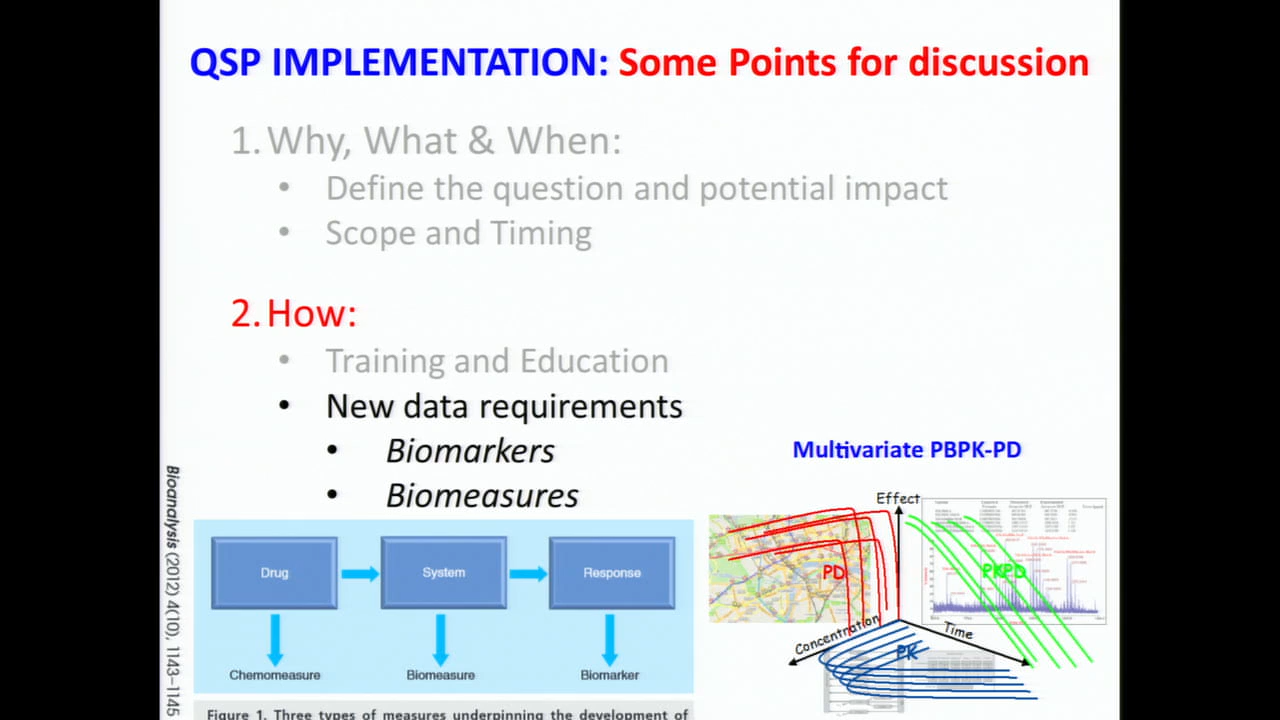 QSP IMPLEMENTATION: Some Points for discussion
1. Why, What & When:
• Define the question and potential impact
• Scope and Timing
2. How:
• Training and Education
• New data requirements
• Biomarkers
• Biomeasures
Bioanalysis (2012) 4(10), 1143–1145
Drug
System
Response
Chemomeasure
Biomeasure
Biomarker
Figure 1. Three types of measures underpinning the development of
Multivariate PBPK-PD
Effect
PD
PKPD
Concentration
Time
PK